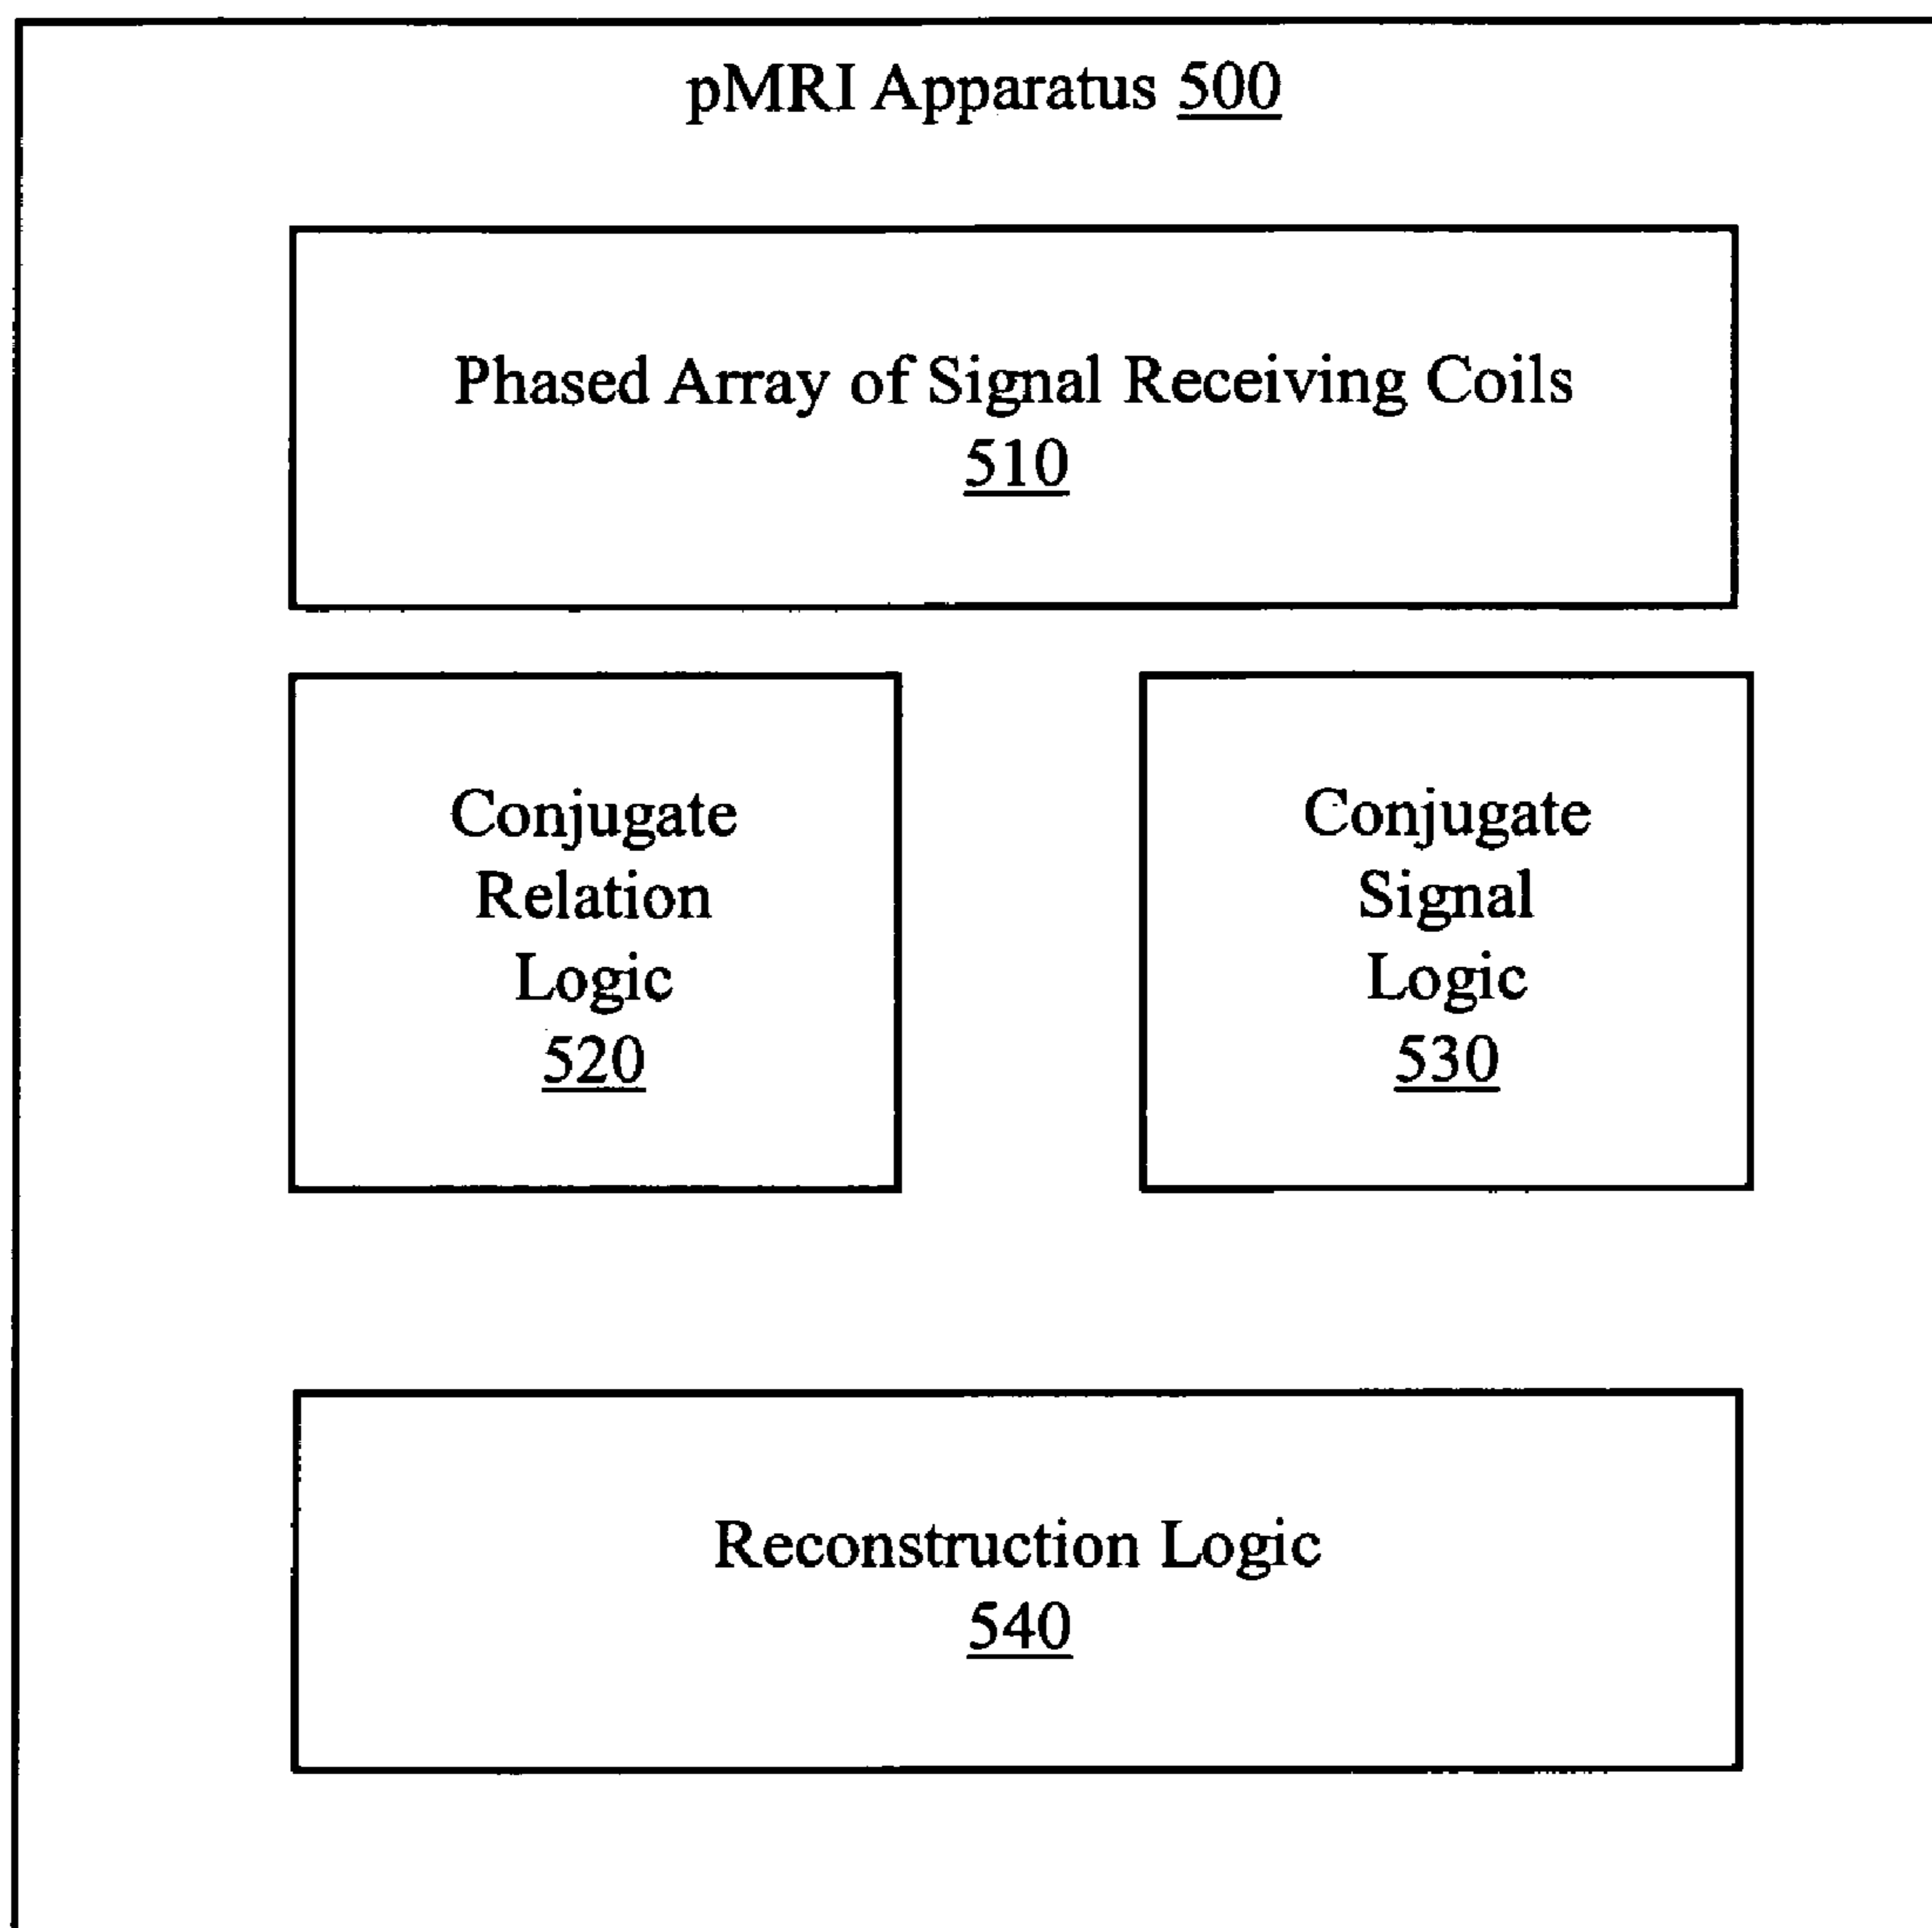 pMRI Apparatus 500
Phased Array of Signal Receiving Coils
510
Conjugate
Relation
Logic
520
Conjugate
Signal
Logic
530
Reconstruction Logic
540